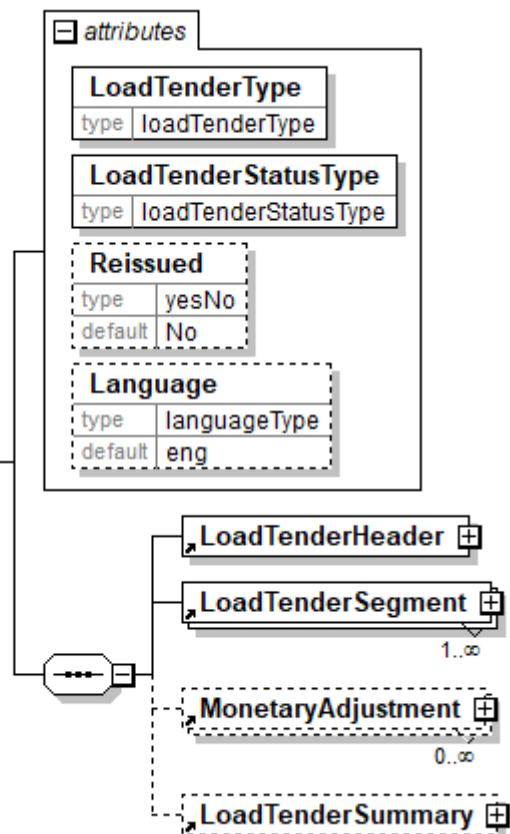 attributes
LoadTenderType
type loadTenderType
LoadTenderStatusType
type loadTenderStatusType
Reissued
type yesNo
default No
Language
type languageType
default eng
LoadTenderHeader
LoadTenderSegment
1..∞
MonetaryAdjustment
0..∞
LoadTenderSummary